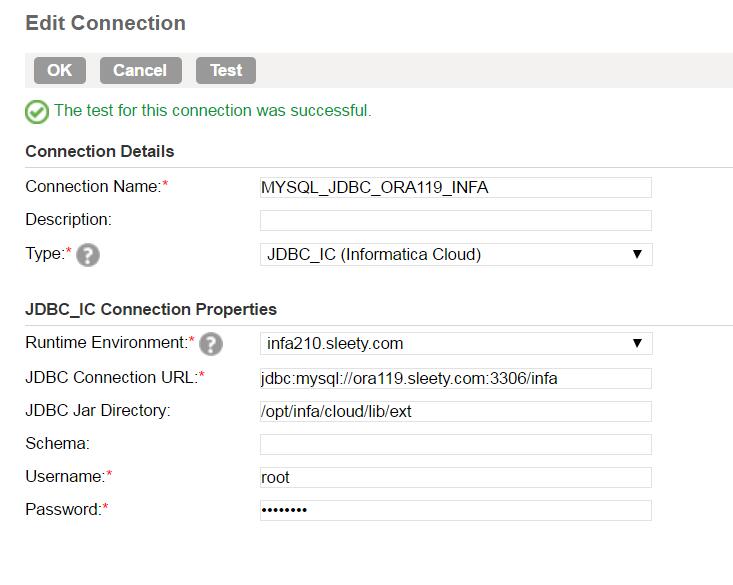 Edit Connection
OK Cancel Test
The test for this connection was successful.
Connection Details
Connection Name:* MYSQL_JDBC_ORA119_INFA
Description:
Type:* ? JDBC_IC (Informatica Cloud) ▼
JDBC_IC Connection Properties
Runtime Environment:* ? infa210.sleety.com ▼
JDBC Connection URL:* jdbc:mysql://ora119.sleety.com:3306/infa
JDBC Jar Directory: /opt/infa/cloud/lib/ext
Schema:
Username:* root
Password:* ••••••••